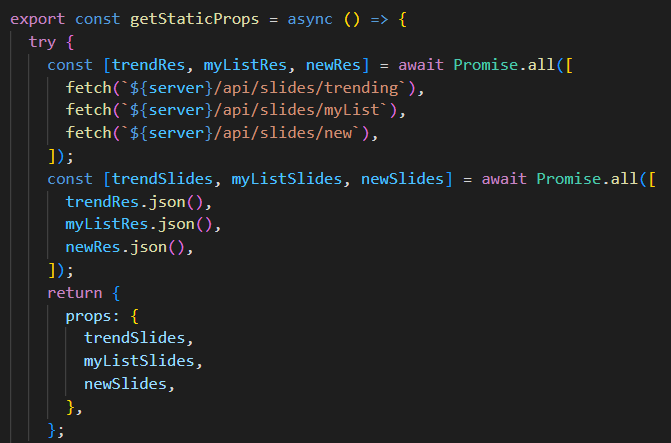 export const getStaticProps = async () => {
try {
const [trendRes, myListRes, newRes] = await Promise.all([
fetch(`${server}/api/slides/trending`),
fetch(`${server}/api/slides/myList`),
fetch(`${server}/api/slides/new`),
]);
const [trendSlides, myListSlides, newSlides] = await Promise.all([
trendRes.json(),
myListRes.json(),
newRes.json(),
]);
return {
props: {
trendSlides,
myListSlides,
newSlides,
},
};